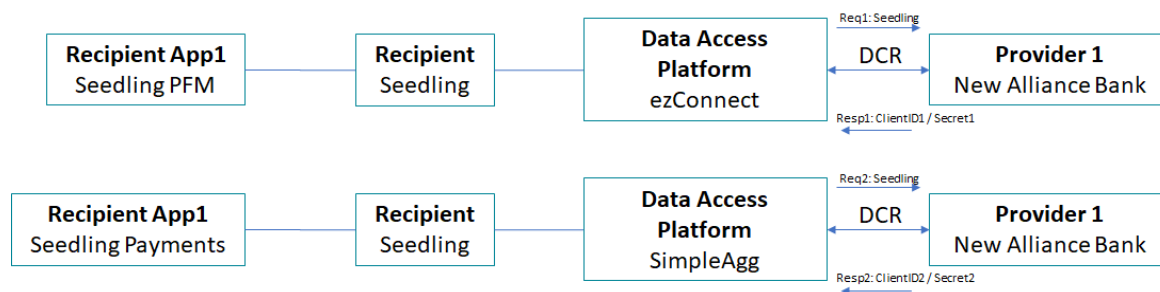 Req1: Seedling
Recipient App1
Seedling PFM
Recipient
Seedling
Data Access
Platform
ezConnect
DCR
Provider 1
New Alliance Bank
Resp1: ClientID1 / Secret1
Req2: Seedling
Recipient App1
Seedling Payments
Recipient
Seedling
Data Access
Platform
SimpleAgg
DCR
Provider 1
New Alliance Bank
Resp2: ClientID2 / Secret2